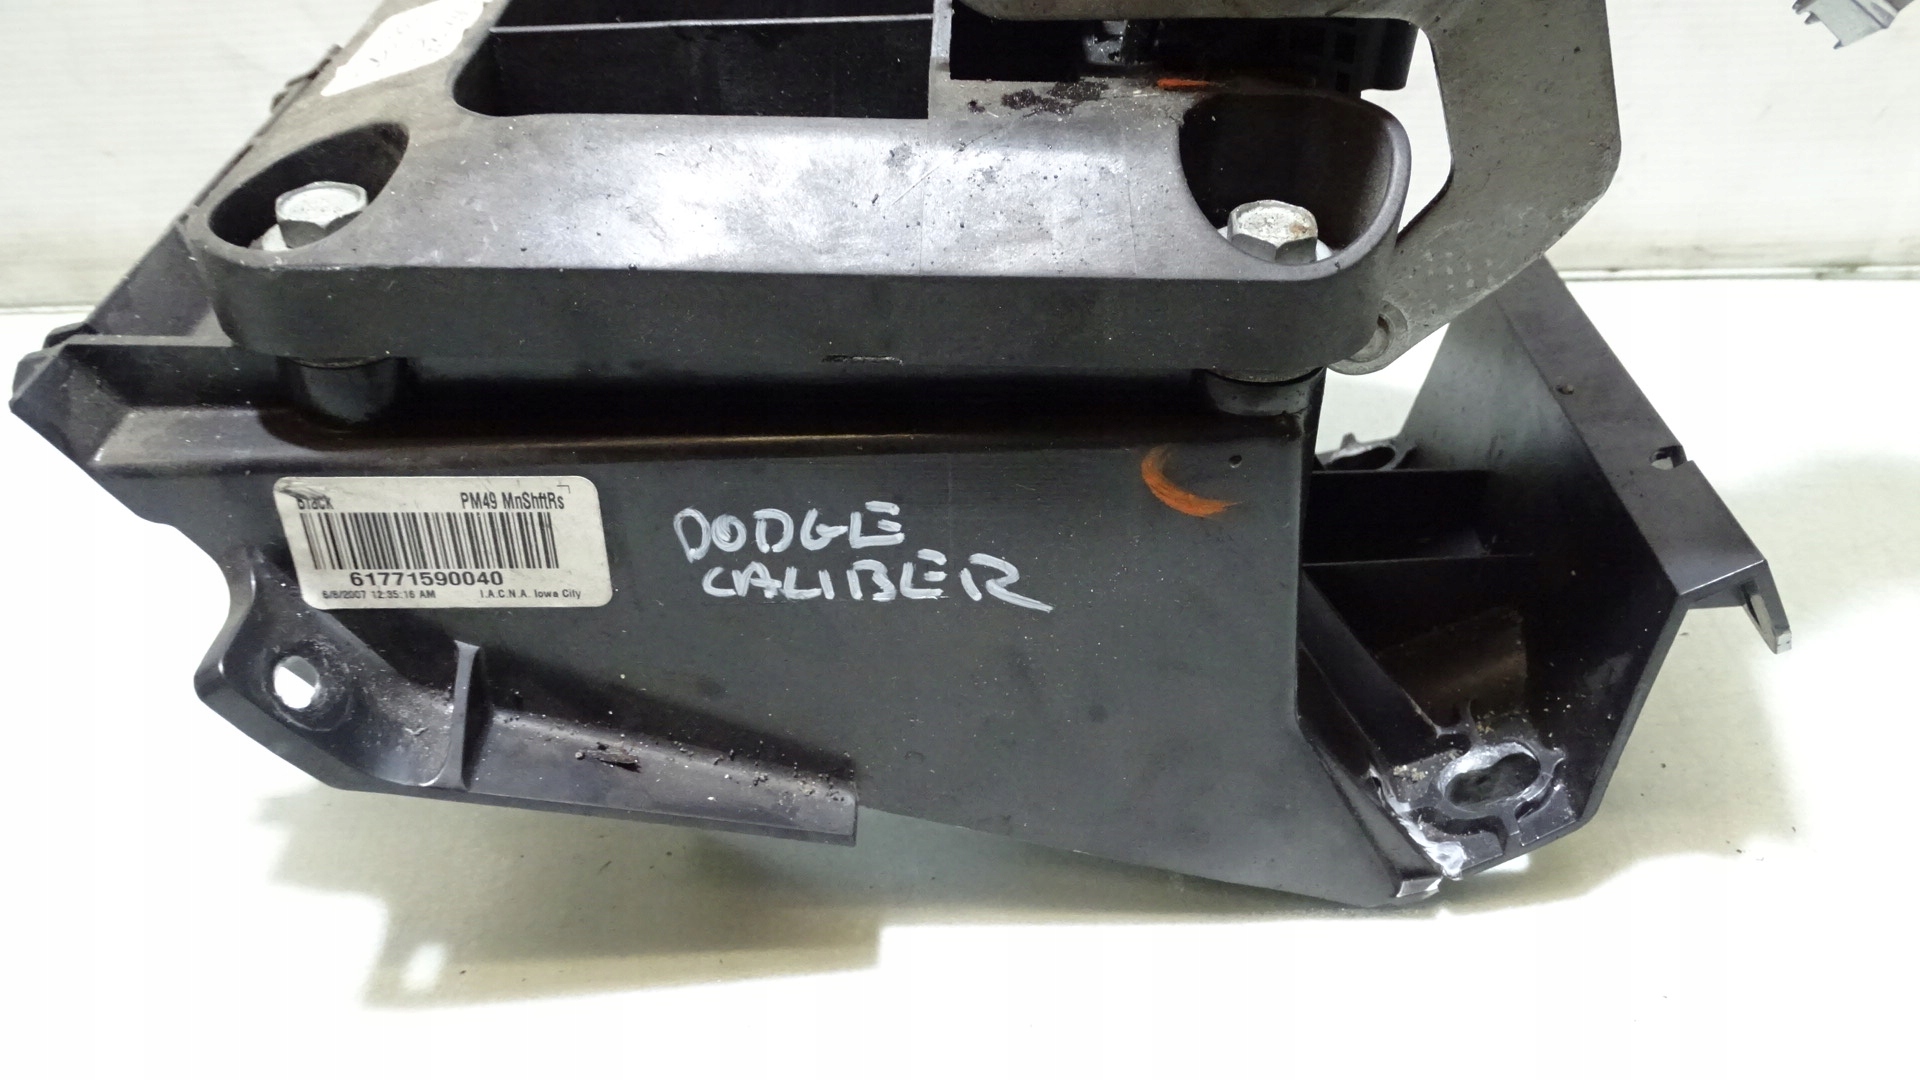 Black PM49 MnShftRs
61771590040
6/8/2007 12:35:16 AM I.A.C.N.A. Iowa City
DODGE
CALIBER